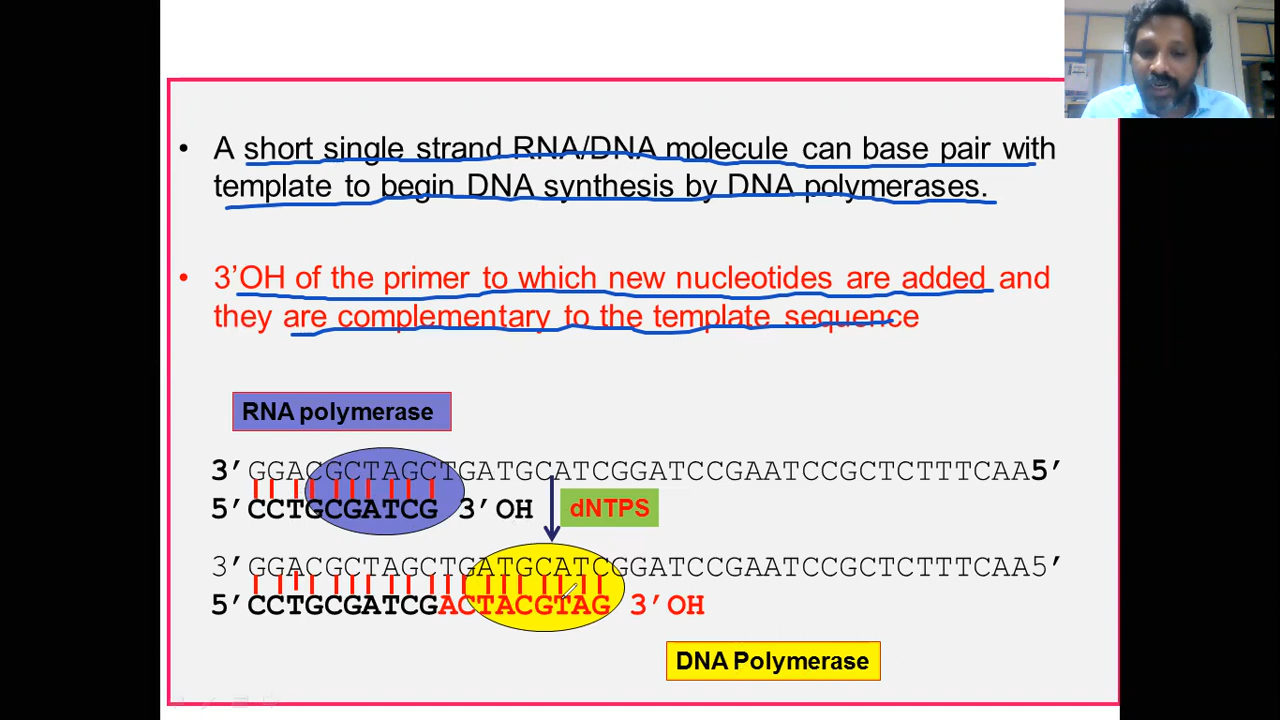 • A short single strand RNA/DNA molecule can base pair with
template to begin DNA synthesis by DNA polymerases.
• 3’OH of the primer to which new nucleotides are added and
they are complementary to the template sequence
RNA polymerase
3’GGACGCTAGCTGATGCATCGGATCCGAATCCGCTCTTTCAA5’
5’CCTGCGATCG 3’OH
dNTPS
3’GGACGCTAGCTGATGCATCGGATCCGAATCCGCTCTTTCAA5’
5’CCTGCGATCGACTACGTAG 3’OH
DNA Polymerase